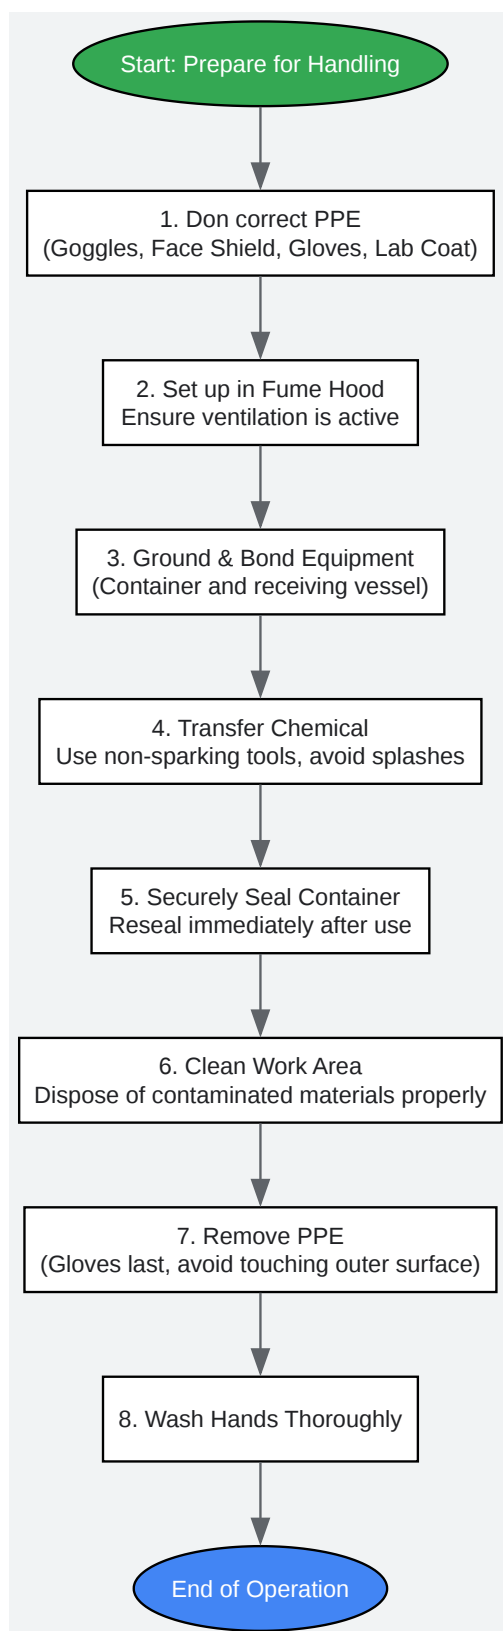 Start: Prepare for Handling
1. Don correct PPE
(Goggles, Face Shield, Gloves, Lab Coat)
2. Set up in Fume Hood
Ensure ventilation is active
3. Ground & Bond Equipment
(Container and receiving vessel)
4. Transfer Chemical
Use non-sparking tools, avoid splashes
5. Securely Seal Container
Reseal immediately after use
6. Clean Work Area
Dispose of contaminated materials properly
7. Remove PPE
(Gloves last, avoid touching outer surface)
8. Wash Hands Thoroughly
End of Operation